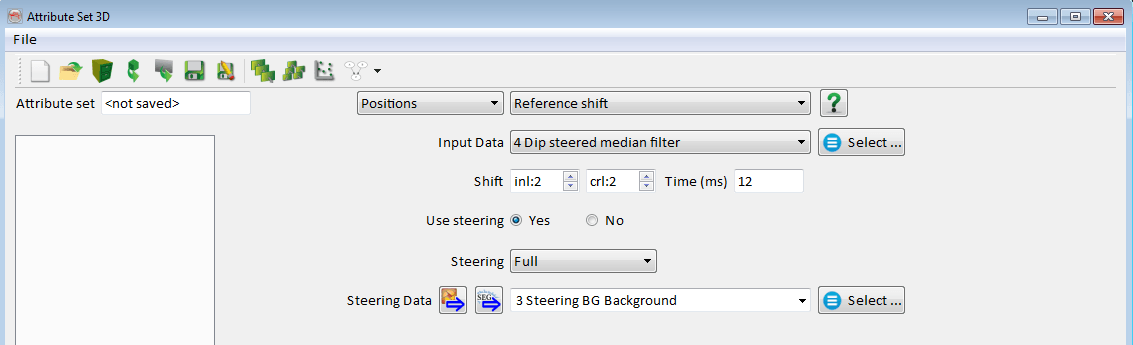 Attribute Set 3D
File
Attribute set <not saved> Positions Reference shift ?
Input Data 4 Dip steered median filter Select ...
Shift inl:2 crl:2 Time (ms) 12
Use steering Yes No
Steering Full
Steering Data SEG 3 Steering BG Background Select ...